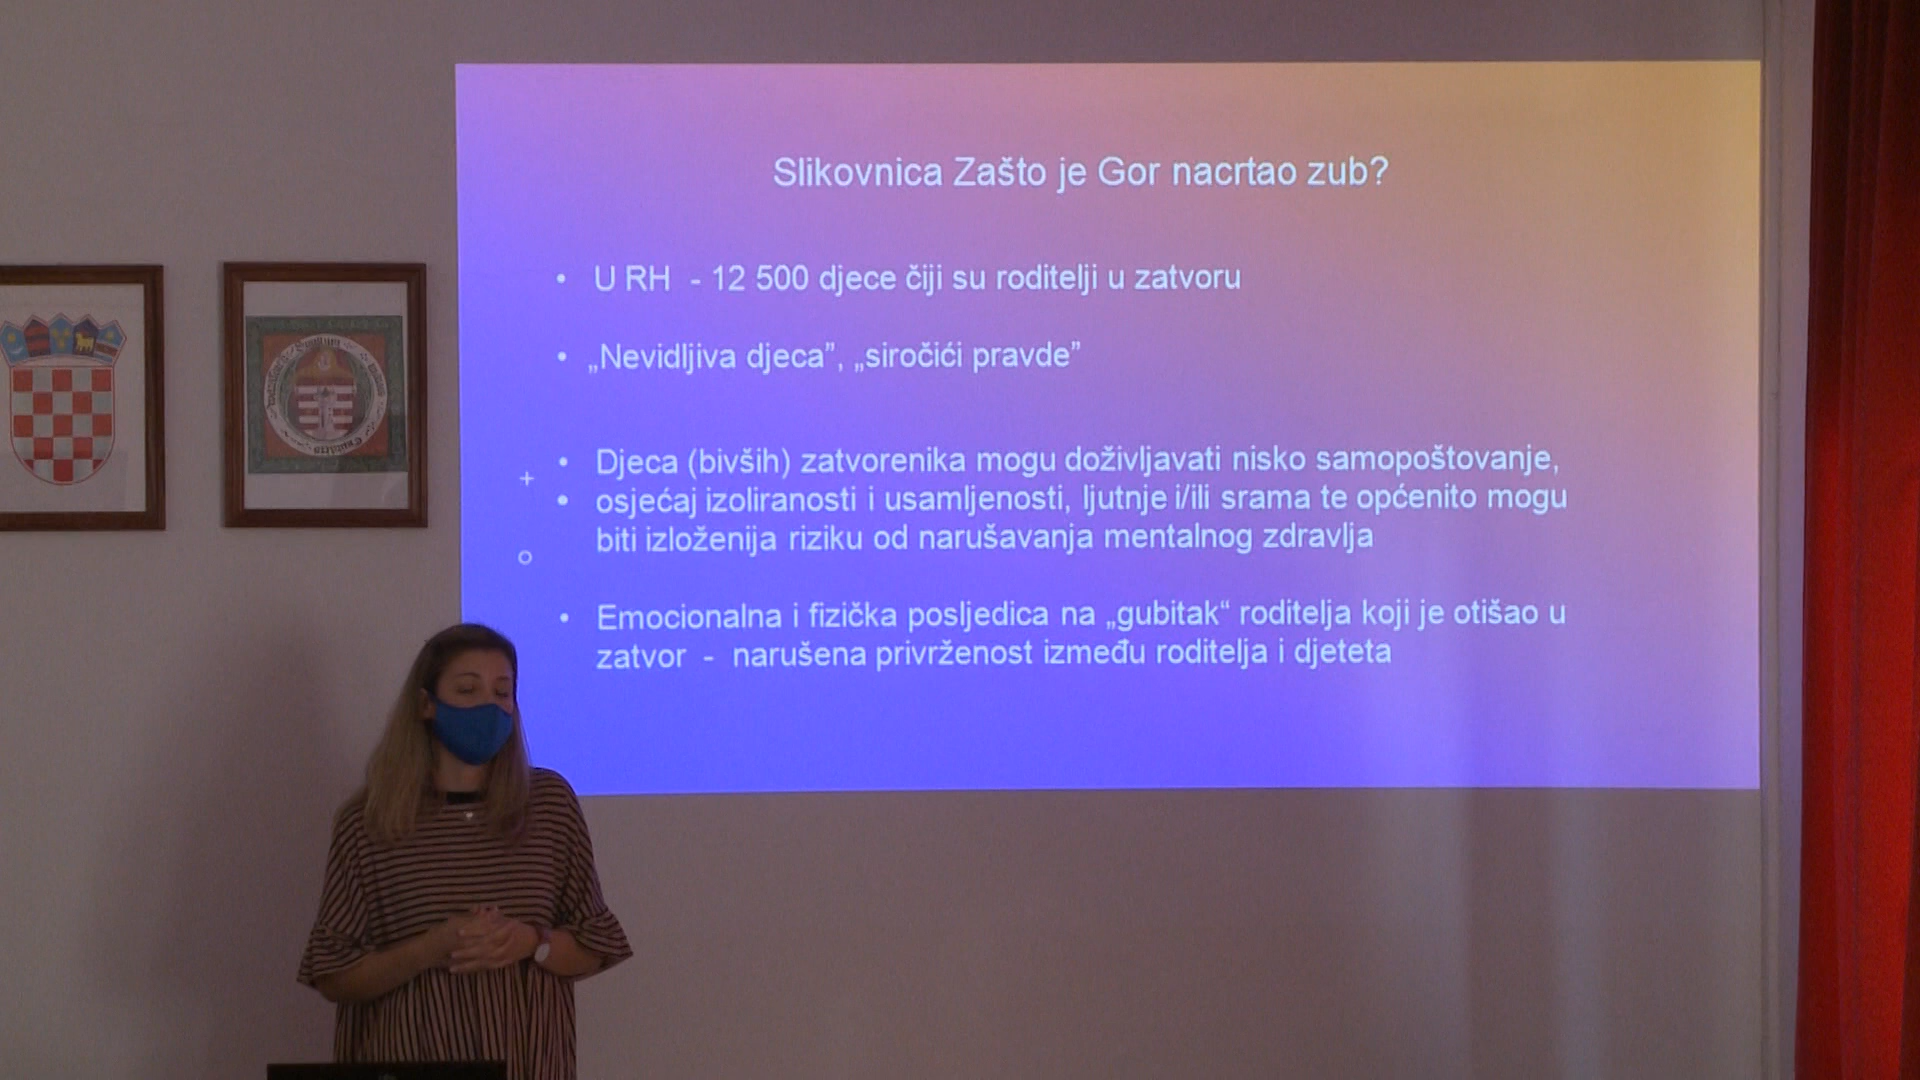 Slikovnica Zašto je Gor nacrtao zub?
• U RH - 12 500 djece čiji su roditelji u zatvoru
• „Nevidljiva djeca”, „siročići pravde”
• Djeca (bivših) zatvorenika mogu doživljavati nisko samopoštovanje,
• osjećaj izoliranosti i usamljenosti, ljutnje i/ili srama te općenito mogu
biti izloženija riziku od narušavanja mentalnog zdravlja
• Emocionalna i fizička posljedica na „gubitak“ roditelja koji je otišao u
zatvor - narušena privrženost između roditelja i djeteta